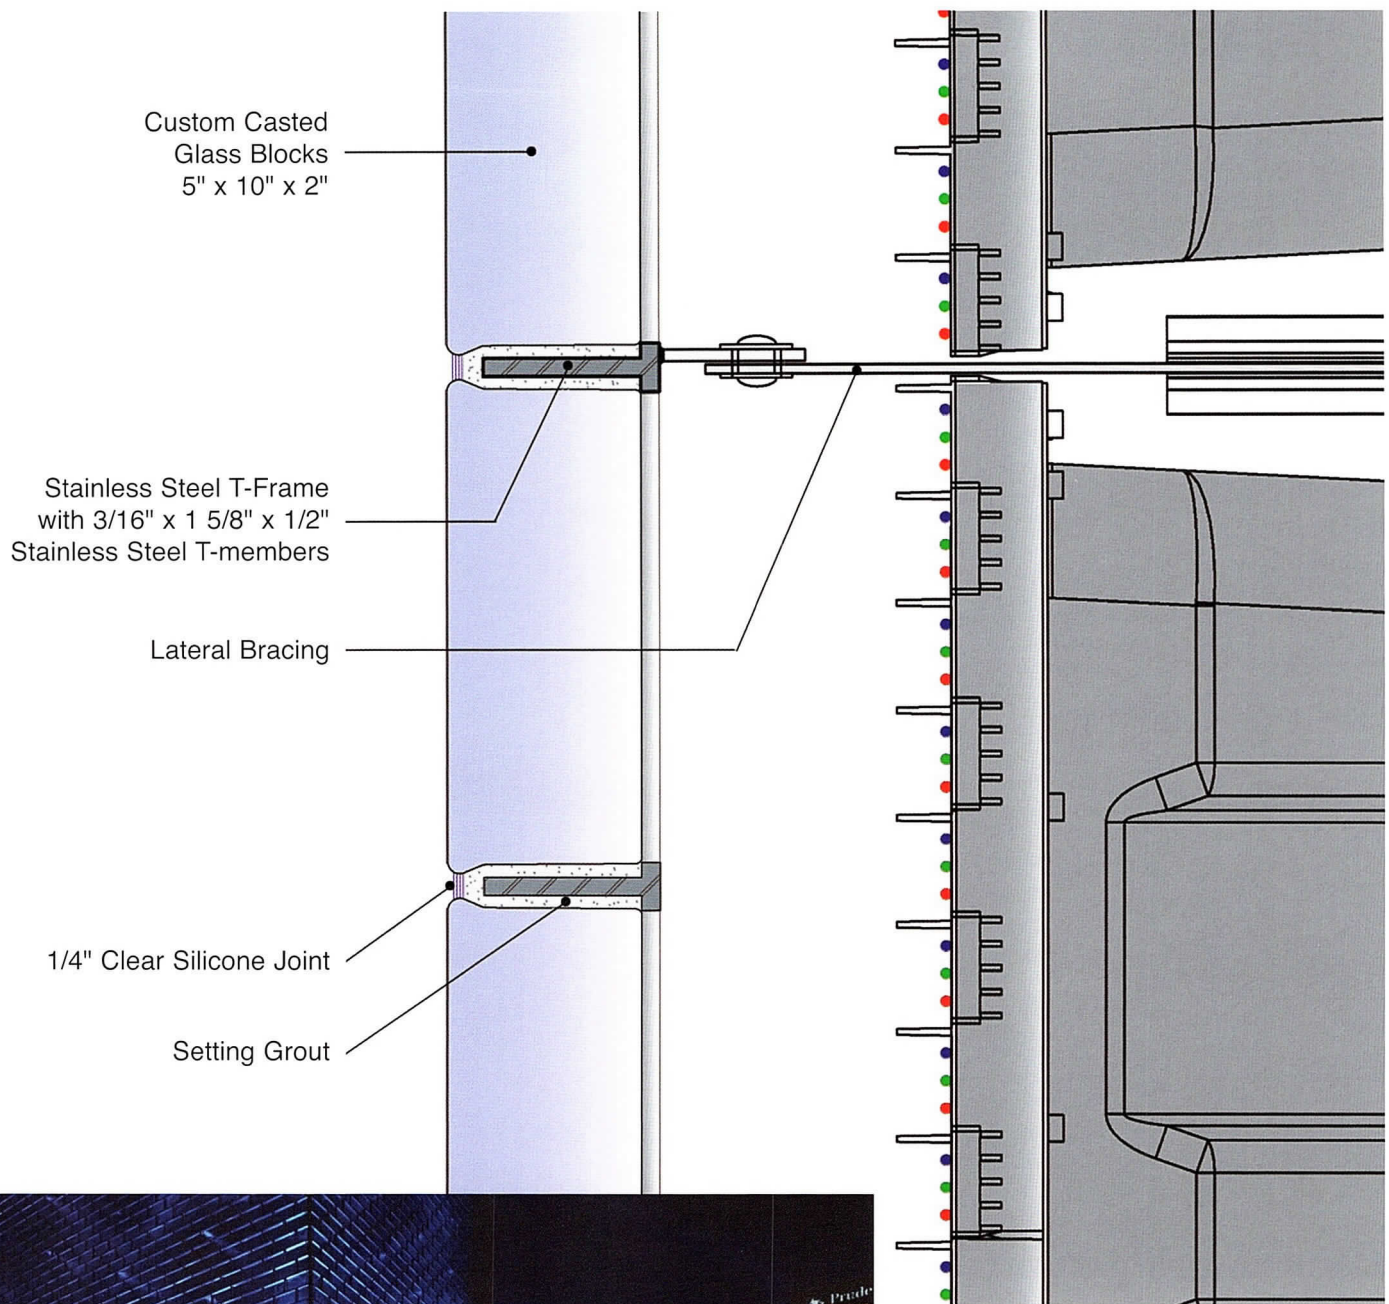 Custom Casted
Glass Blocks
5" x 10" x 2"
Stainless Steel T-Frame
with 3/16" x 1 5/8" x 1/2"
Stainless Steel T-members
Lateral Bracing
1/4" Clear Silicone Joint
Setting Grout